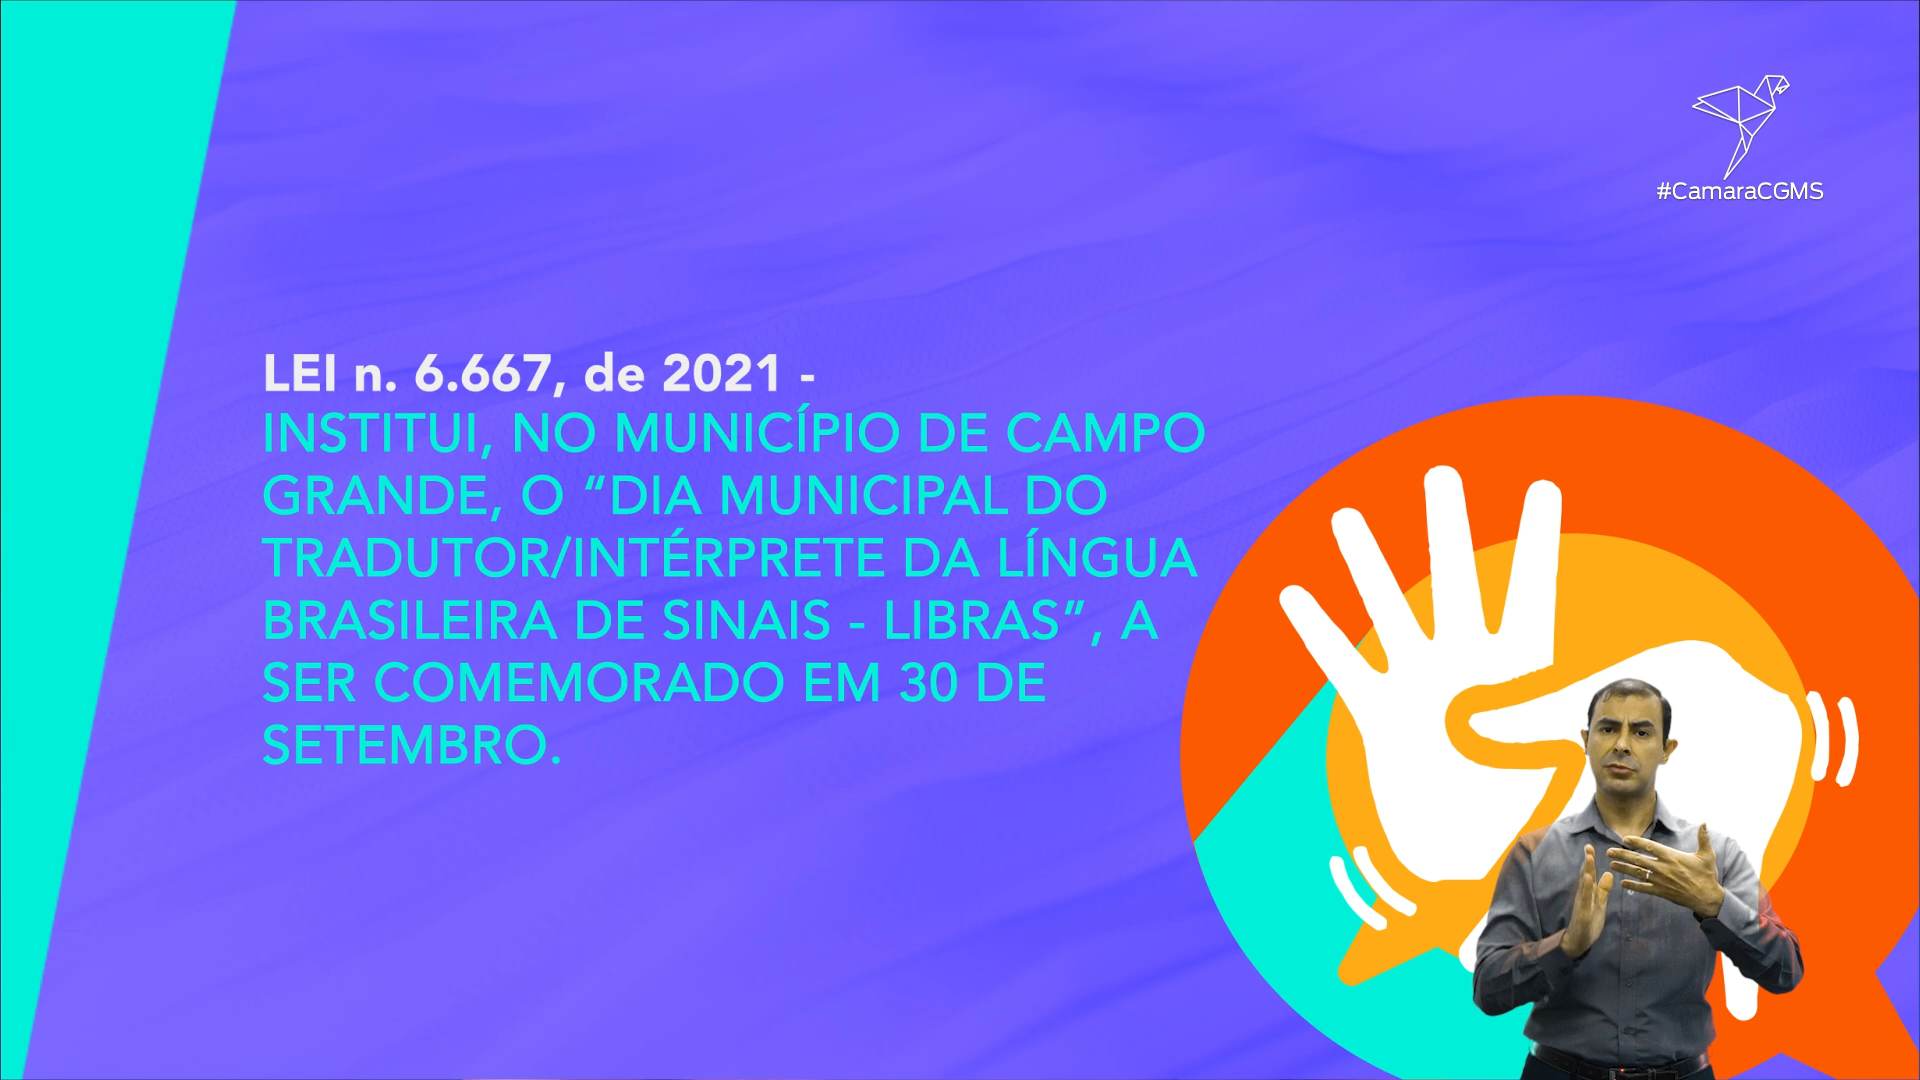 #CamaraCGMS
LEI n. 6.667, de 2021 -
INSTITUI, NO MUNICÍPIO DE CAMPO
GRANDE, O “DIA MUNICIPAL DO
TRADUTOR/INTÉRPRETE DA LÍNGUA
BRASILEIRA DE SINAIS - LIBRAS”, A
SER COMEMORADO EM 30 DE
SETEMBRO.